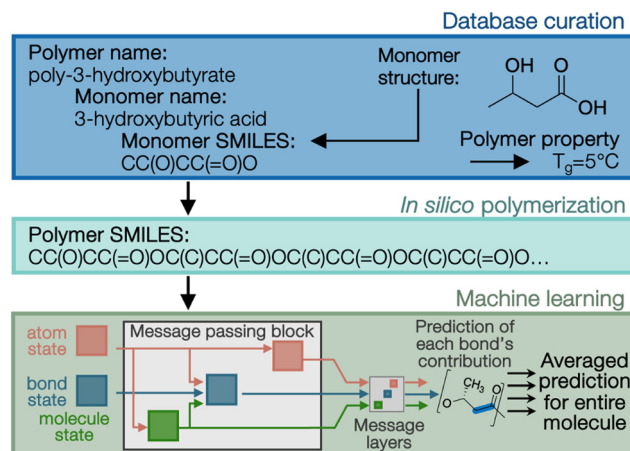 Database curation
Polymer name:
poly-3-hydroxybutyrate
Monomer name:
3-hydroxybutyric acid
Monomer SMILES:
CC(O)CC(=O)O
Monomer
structure:
OH
O
OH
Polymer property
Tg=5°C
In silico polymerization
Polymer SMILES:
CC(O)CC(=O)OC(C)CC(=O)OC(C)CC(=O)OC(C)CC(=O)O...
Machine learning
atom
state
bond
state
molecule
state
Message passing block
Message
layers
Prediction of
each bond's
contribution
CH3
O
O
Averaged
prediction
for entire
molecule